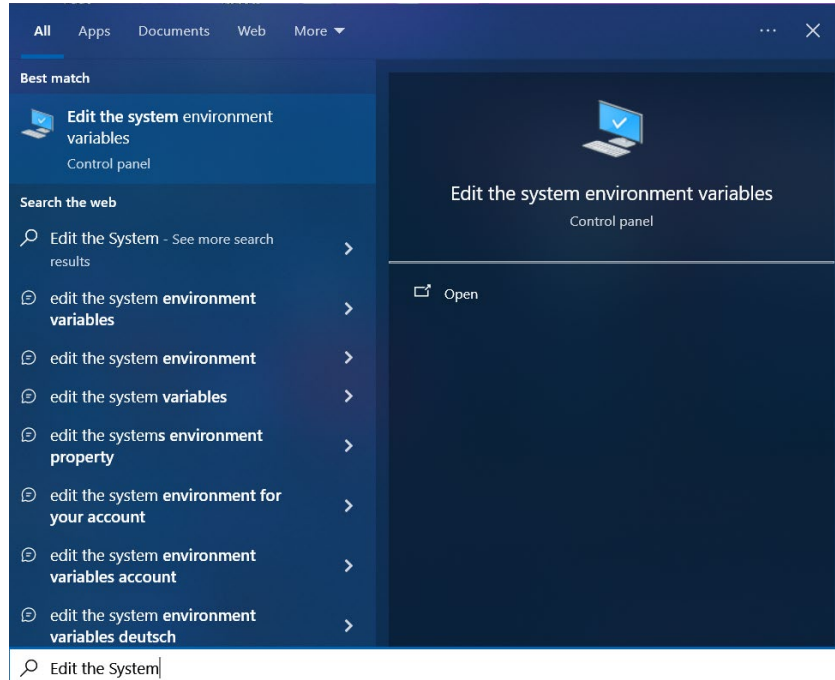 All Apps Documents Web More
Best match
Edit the system environment
variables
Control panel
Search the web
Edit the System - See more search
results
edit the system environment
variables
edit the system environment
edit the system variables
edit the systems environment
property
edit the system environment for
your account
edit the system environment
variables account
edit the system environment
variables deutsch
Edit the system environment variables
Control panel
Open
Edit the System